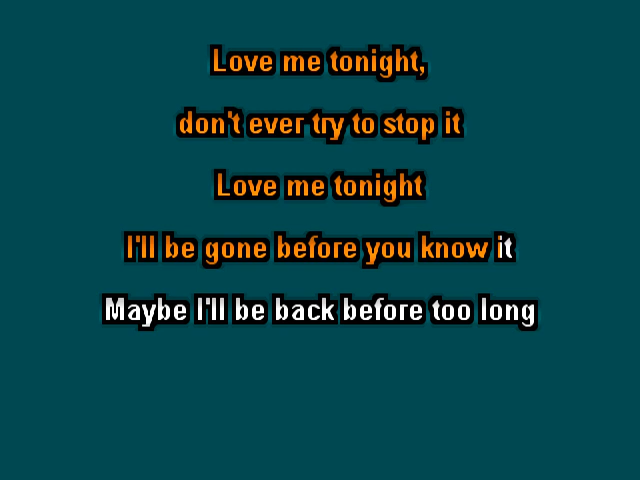 Love me tonight,
don't ever try to stop it
Love me tonight
I'll be gone before you know it
Maybe I'll be back before too long